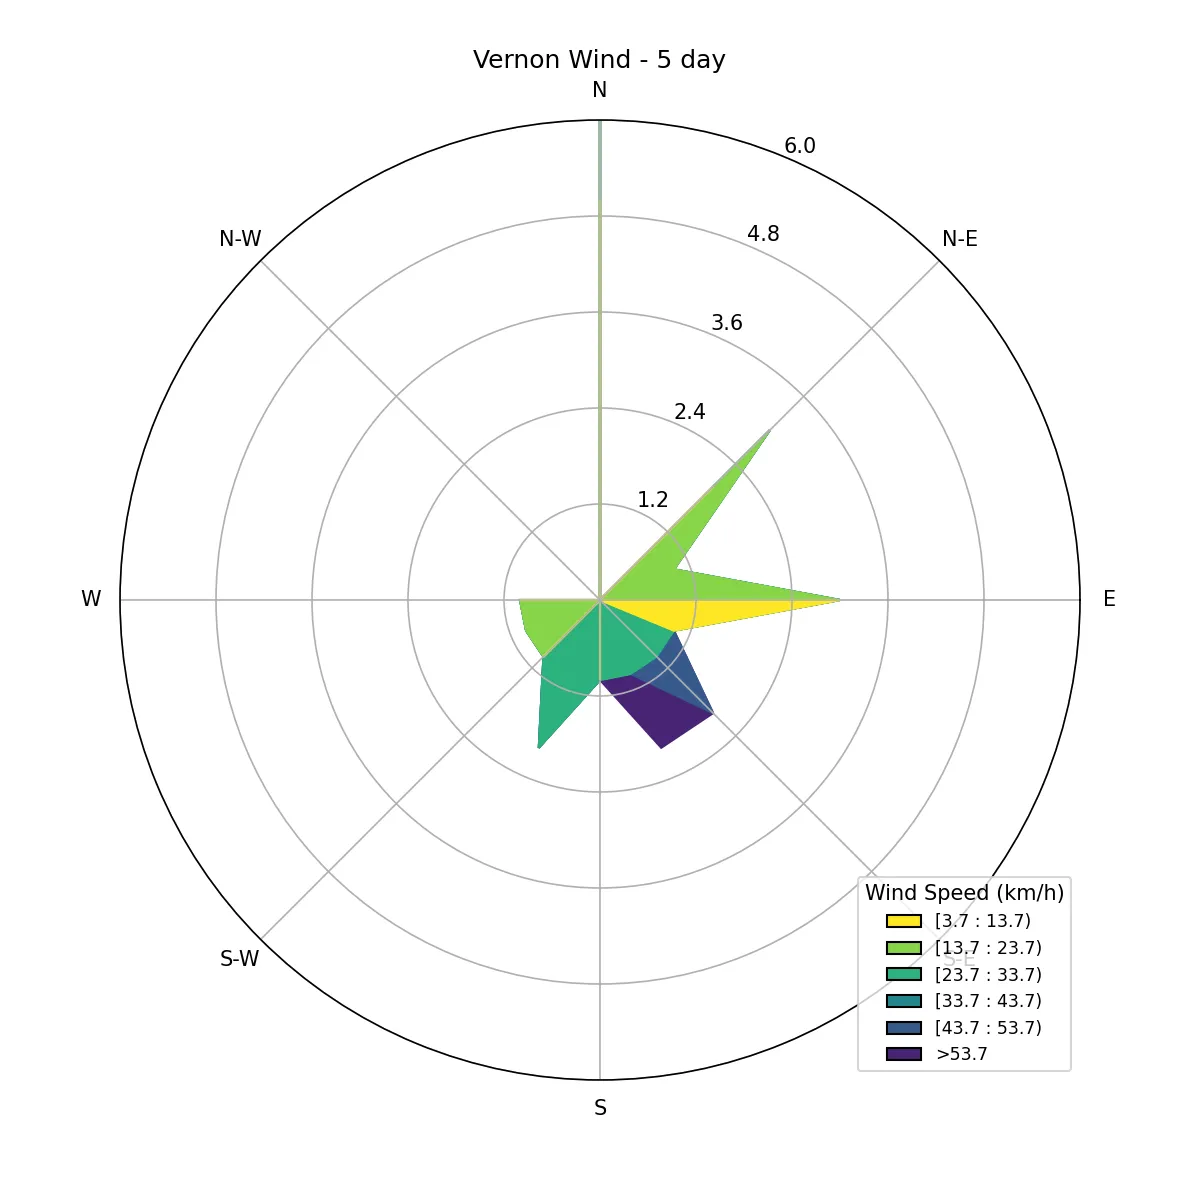 Vernon Wind - 5 day
N
6.0
N-W
N-E
4.8
3.6
2.4
1.2
W
E
Wind Speed (km/h)
[3.7 : 13.7)
[13.7 : 23.7)
S-W
S-E
[23.7 : 33.7)
[33.7 : 43.7)
[43.7 : 53.7)
>53.7
S